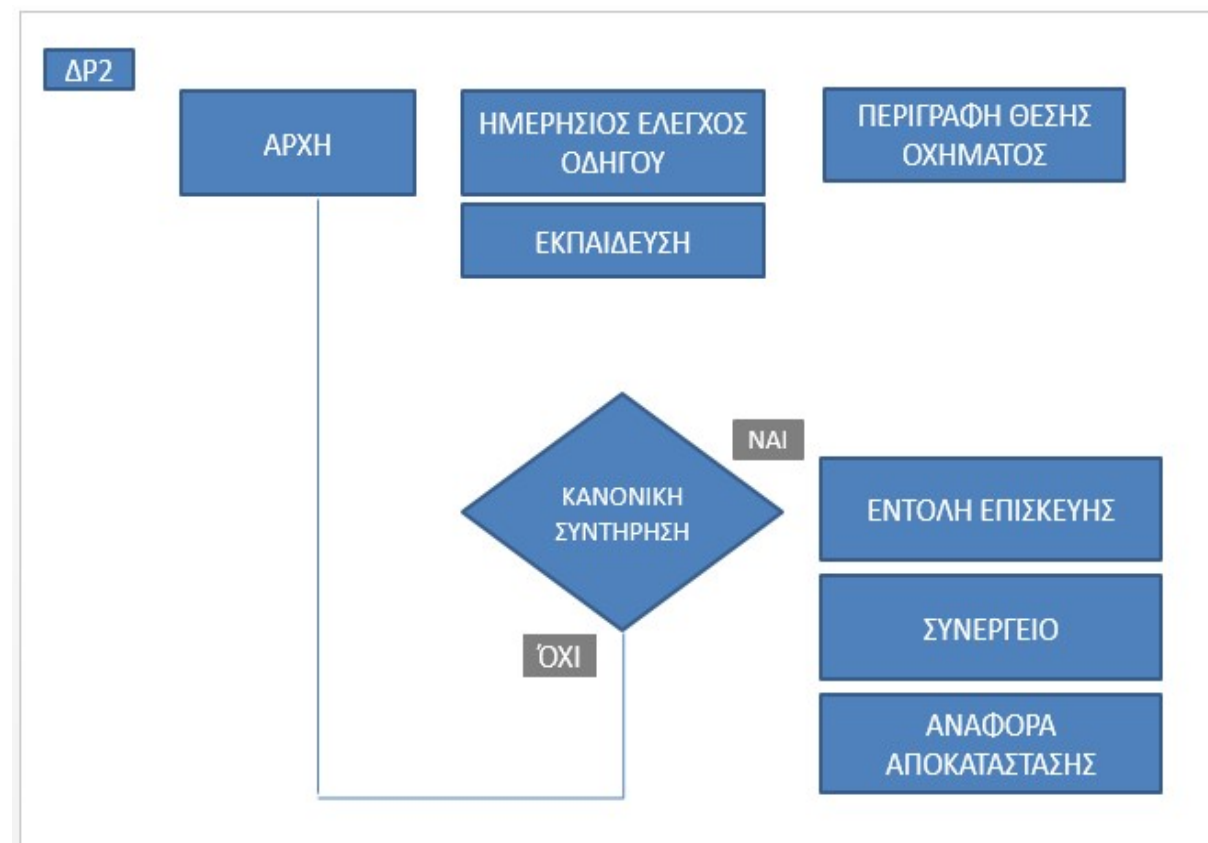 ΔΡ2
ΑΡΧΗ
ΗΜΕΡΗΣΙΟΣ ΕΛΕΓΧΟΣ
ΟΔΗΓΟΥ
ΠΕΡΙΓΡΑΦΗ ΘΕΣΗΣ
ΟΧΗΜΑΤΟΣ
ΕΚΠΑΙΔΕΥΣΗ
ΝΑΙ
ΚΑΝΟΝΙΚΗ
ΣΥΝΤΗΡΗΣΗ
ΕΝΤΟΛΗ ΕΠΙΣΚΕΥΗΣ
ΣΥΝΕΡΓΕΙΟ
ΌΧΙ
ΑΝΑΦΟΡΑ
ΑΠΟΚΑΤΑΣΤΑΣΗΣ